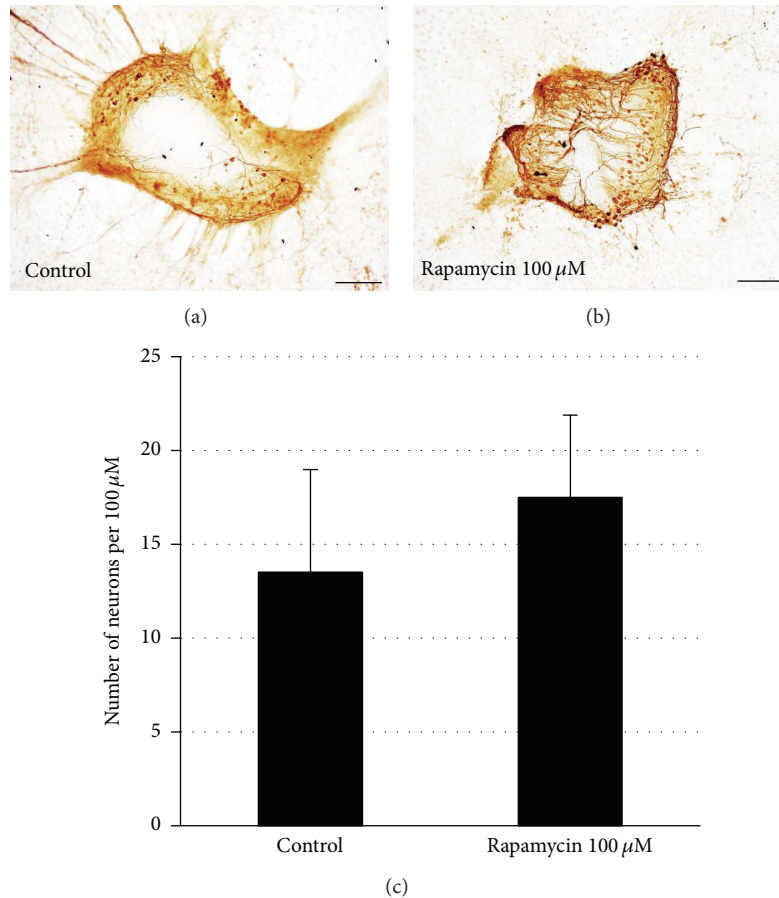 Control
Rapamycin 100 μM
(a)
(b)
25
20
15
10
5
0
Number of neurons per 100 μM
Control
Rapamycin 100 μM
(c)